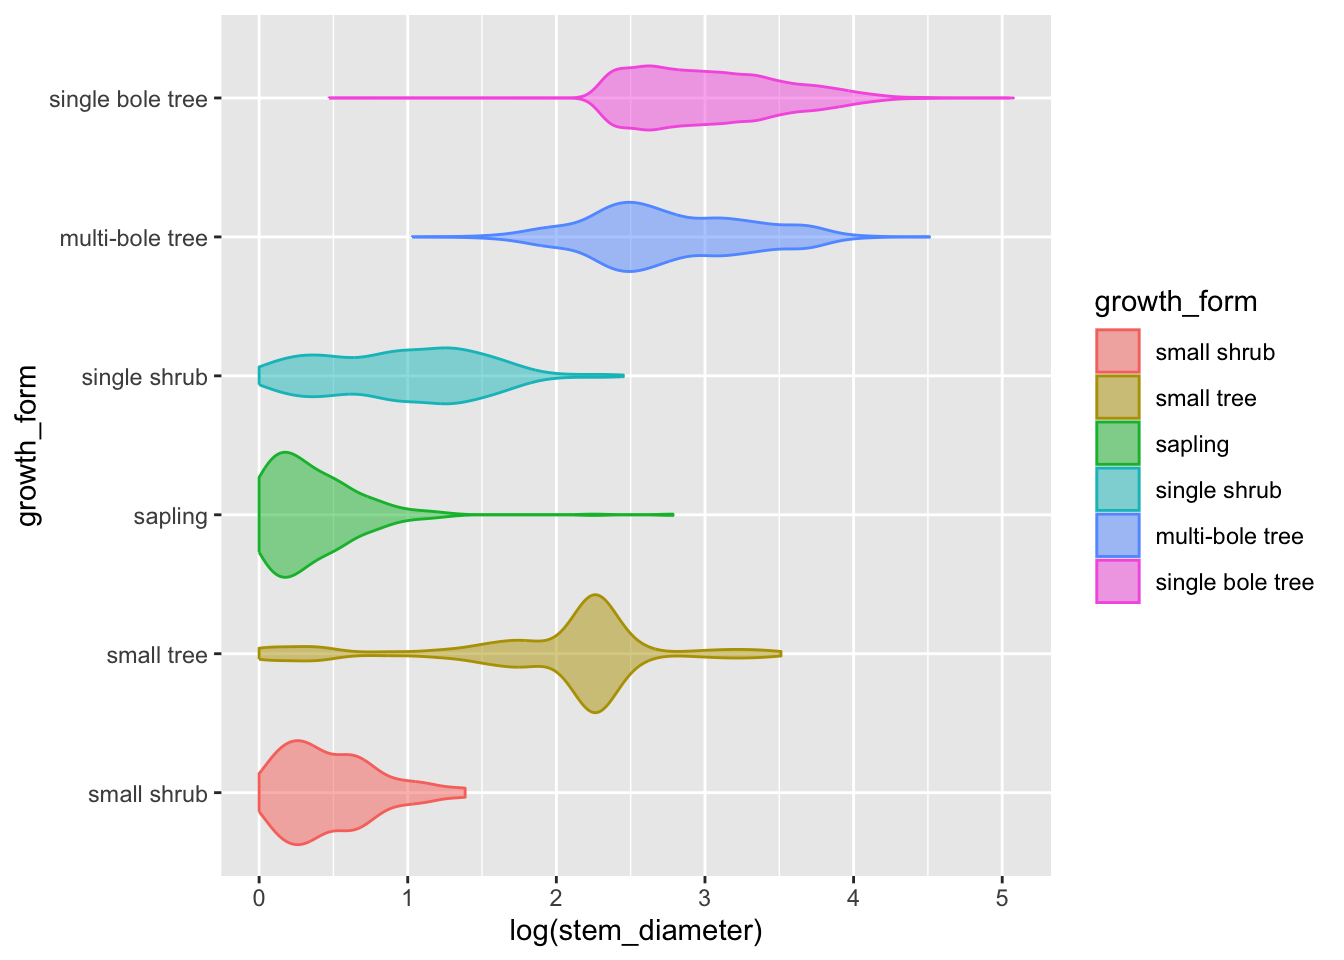 single bole tree
multi-bole tree
single shrub
sapling
small tree
small shrub
growth_form
0 1 2 3 4 5
log(stem_diameter)
growth_form
small shrub
small tree
sapling
single shrub
multi-bole tree
single bole tree